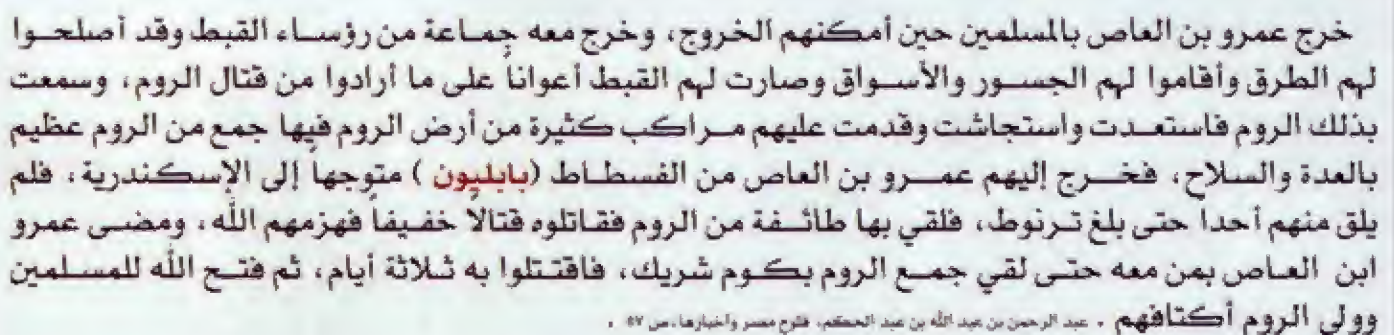 خرج عمرو بن العاص بالمسلمين حين أمكنهم الخروج، وخرج معه جماعة من رؤساء القبط وقد أصلحوا
لهم الطرق وأقاموا لهم الجسور والأسواق وصارت لهم القبط أعواناً على ما أرادوا من قتال الروم، وسمعت
بذلك الروم فاستعدت واستجاشت وقدمت عليهم مراكب كثيرة من أرض الروم فيها جمع من الروم عظيم
بالعدة والسلاح، فخرج إليهم عمرو بن العاص من الفسطاط (بابليون) متوجهاً إلى الإسكندرية، فلم
يلق منهم أحداً حتى بلغ ترنوط، فلقي بها طائفة من الروم فقاتلوه قتالاً خفيفاً فهزمهم الله، ومضى عمرو
ابن العاص بمن معه حتى لقي جمع الروم بكوم شريك، فاقتتلوا به ثلاثة أيام، ثم فتح الله للمسلمين
وولى الروم أكتافهم . عبد الرحمن بن عبد الله بن عبد الحكم، فتوح مصر وأخبارها، ص ٥٧ .